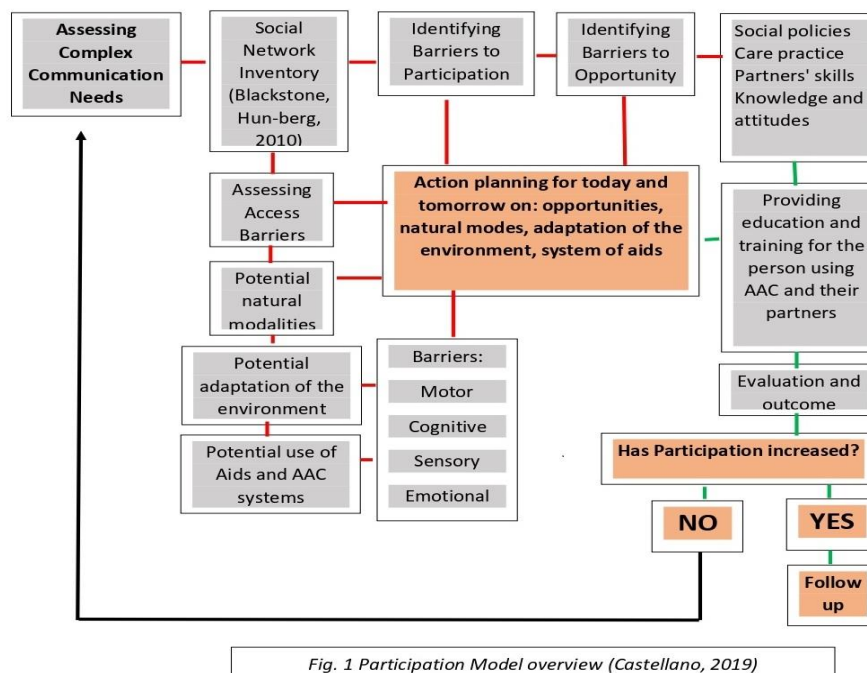 Assessing
Complex
Communication
Needs
Social
Network
Inventory
(Blackstone,
Hun-berg,
2010)
Identifying
Barriers to
Participation
Identifying
Barriers to
Opportunity
Social policies
Care practice
Partners' skills
Knowledge and
attitudes
Assessing
Access
Barriers
Action planning for today and
tomorrow on: opportunities,
natural modes, adaptation of the
environment, system of aids
Providing
education and
training for the
person using
AAC and their
partners
Potential
natural
modalities
Potential
adaptation of the
environment
Potential use of
Aids and AAC
systems
Barriers:
Motor
Cognitive
Sensory
Emotional
Evaluation and
outcome
Has Participation increased?
NO
YES
Follow
up
Fig. 1 Participation Model overview (Castellano, 2019)